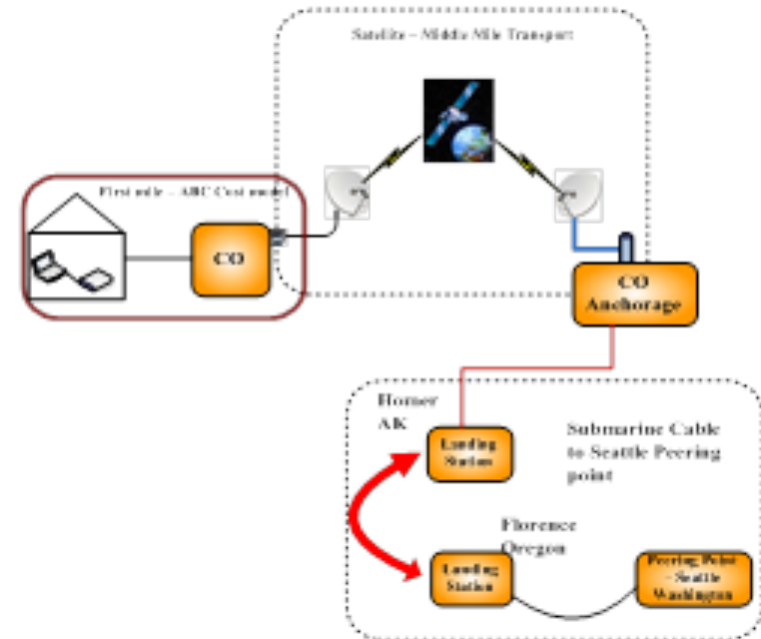 Satelite – Middle Mile Transport
First mile – ABC Cost model
CO
CO
Anchorage
Homer
AK
Landing
Station
Submarine Cable
to Seattle Peering
point
Florence
Oregon
Landing
Station
Peering Point
– Seattle
Washington